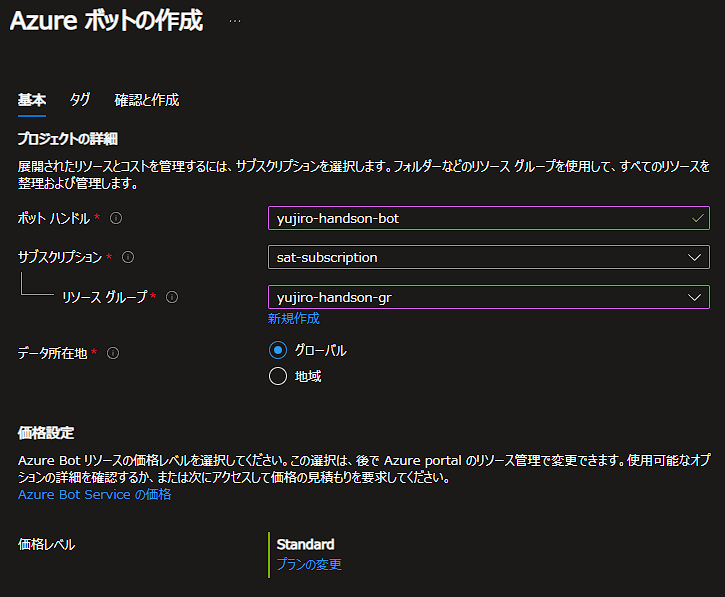 Azure ボットの作成 ...
基本 タグ 確認と作成
プロジェクトの詳細
展開されたリソースとコストを管理するには、サブスクリプションを選択します。フォルダーなどのリソース グループを使用して、すべてのリソースを
整理および管理します。
ボット ハンドル *
yujiro-handson-bot
サブスクリプション *
sat-subscription
リソース グループ *
yujiro-handson-gr
新規作成
データ所在地 *
グローバル
地域
価格設定
Azure Bot リソースの価格レベルを選択してください。この選択は、後で Azure portal のリソース管理で変更できます。使用可能なオプ
ションの詳細を確認するか、または次にアクセスして価格の見積もりを要求してください。
Azure Bot Service の価格
価格レベル
Standard
プランの変更